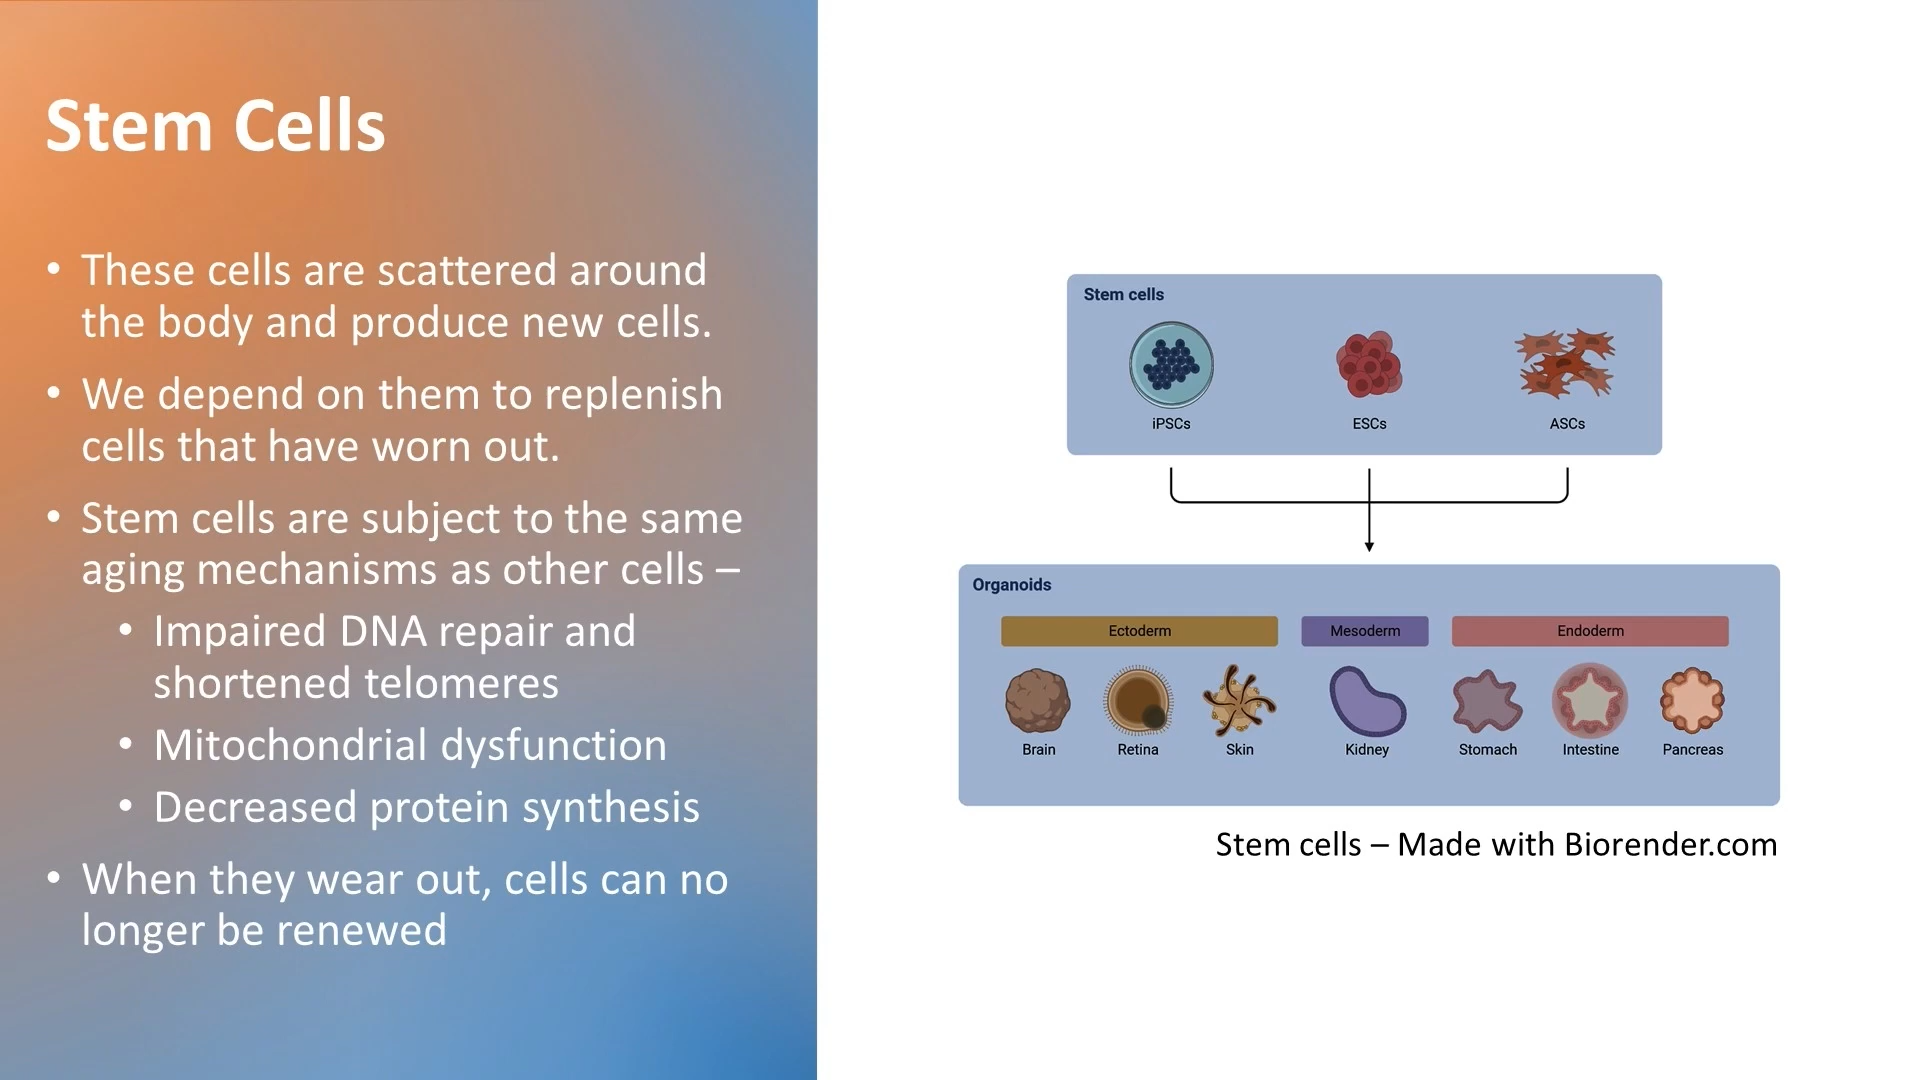 Stem Cells
• These cells are scattered around
the body and produce new cells.
• We depend on them to replenish
cells that have worn out.
• Stem cells are subject to the same
aging mechanisms as other cells –
• Impaired DNA repair and
shortened telomeres
• Mitochondrial dysfunction
• Decreased protein synthesis
• When they wear out, cells can no
longer be renewed
Stem cells
iPSCs ESCs ASCs
Organoids
Ectoderm Mesoderm Endoderm
Brain Retina Skin Kidney Stomach Intestine Pancreas
Stem cells – Made with Biorender.com